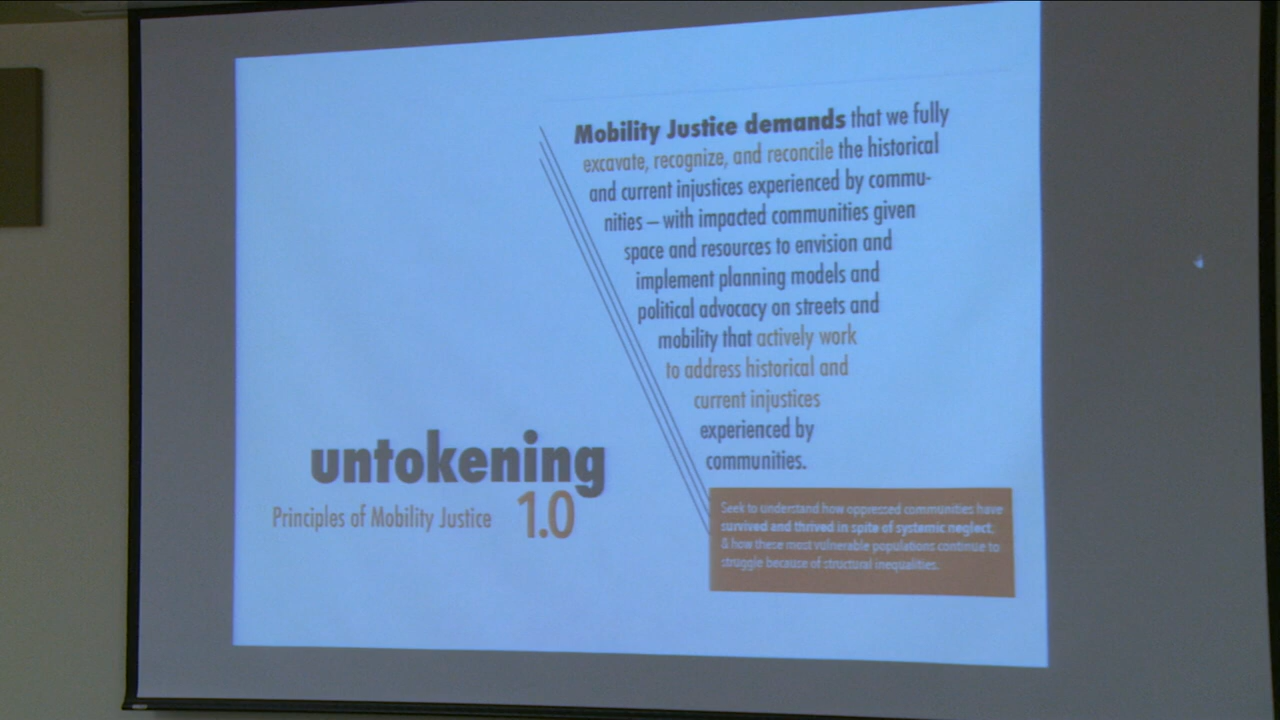 Mobility Justice demands that we fully
excavate, recognize, and reconcile the historical
and current injustices experienced by commu-
nities – with impacted communities given
space and resources to envision and
implement planning models and
political advocacy on streets and
mobility that actively work
to address historical and
current injustices
experienced by
communities.
untokening
Principles of Mobility Justice 1.0
Seek to understand how oppressed communities have
survived and thrived in spite of systemic neglect,
& how these most vulnerable populations continue to
struggle because of structural inequalities.